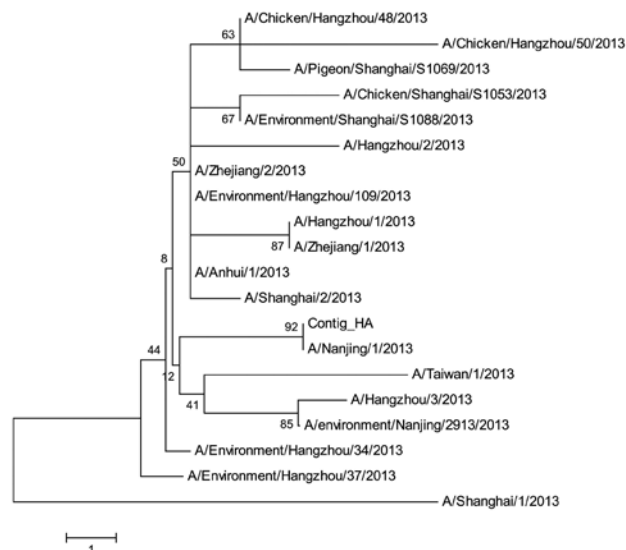 A/Chicken/Hangzhou/48/2013
63
A/Chicken/Hangzhou/50/2013
A/Pigeon/Shanghai/S1069/2013
A/Chicken/Shanghai/S1053/2013
67
A/Environment/Shanghai/S1088/2013
A/Hangzhou/2/2013
50
A/Zhejiang/2/2013
A/Environment/Hangzhou/109/2013
A/Hangzhou/1/2013
87
A/Zhejiang/1/2013
8
A/Anhui/1/2013
A/Shanghai/2/2013
92
Contig_HA
A/Nanjing/1/2013
44
12
A/Taiwan/1/2013
41
A/Hangzhou/3/2013
85
A/environment/Nanjing/2913/2013
A/Environment/Hangzhou/34/2013
A/Environment/Hangzhou/37/2013
A/Shanghai/1/2013
1